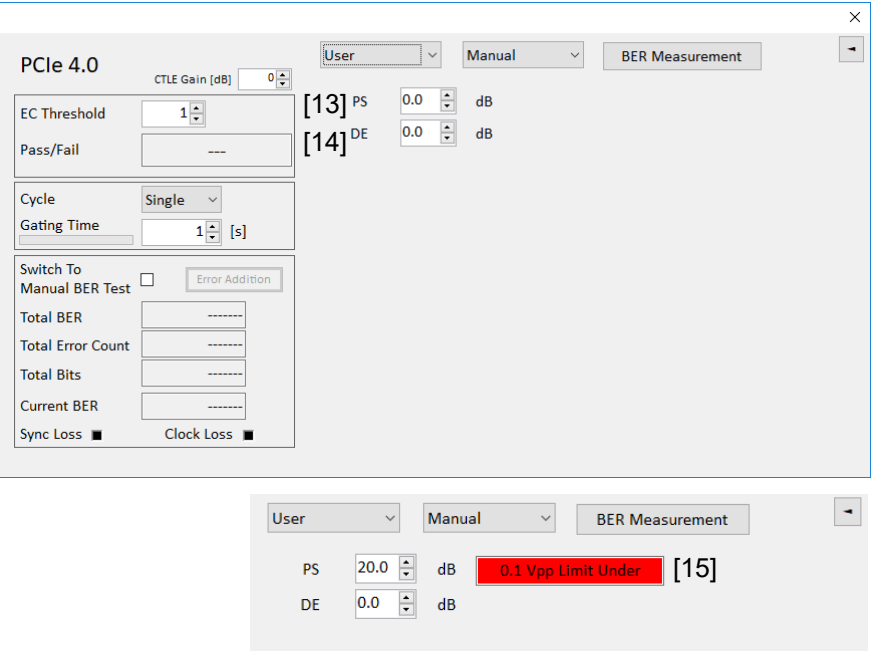 PCIe 4.0
CTLE Gain [dB] 0
User Manual BER Measurement
EC Threshold 1
Pass/Fail ---
[13] PS 0.0 dB
[14] DE 0.0 dB
Cycle Single
Gating Time 1 [s]
Switch To
Manual BER Test Error Addition
Total BER -------
Total Error Count -------
Total Bits -------
Current BER -------
Sync Loss Clock Loss
User Manual BER Measurement
PS 20.0 dB 0.1 Vpp Limit Under [15]
DE 0.0 dB